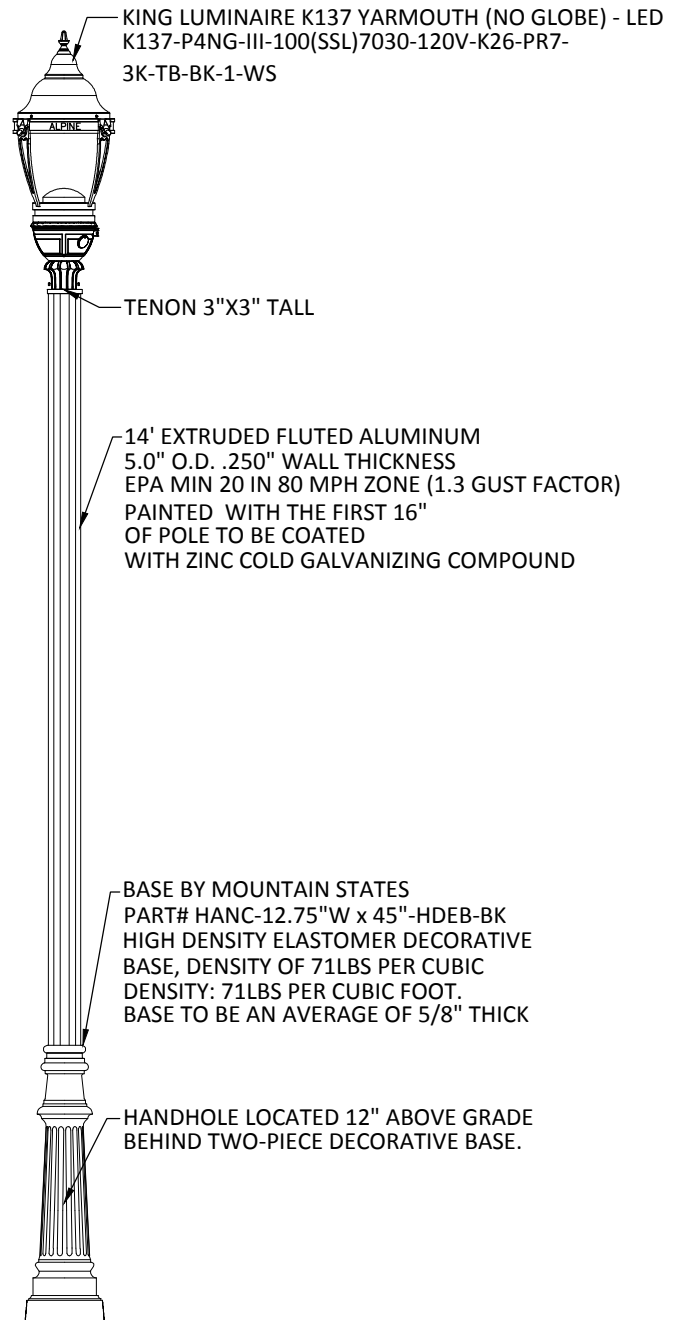 KING LUMINAIRE K137 YARMOUTH (NO GLOBE) - LED
K137-P4NG-III-100(SSL)7030-120V-K26-PR7-
3K-TB-BK-1-WS
ALPINE
TENON 3"X3" TALL
14' EXTRUDED FLUTED ALUMINUM
5.0" O.D. .250" WALL THICKNESS
EPA MIN 20 IN 80 MPH ZONE (1.3 GUST FACTOR)
PAINTED WITH THE FIRST 16"
OF POLE TO BE COATED
WITH ZINC COLD GALVANIZING COMPOUND
BASE BY MOUNTAIN STATES
PART# HANC-12.75"W x 45"-HDEB-BK
HIGH DENSITY ELASTOMER DECORATIVE
BASE, DENSITY OF 71LBS PER CUBIC
DENSITY: 71LBS PER CUBIC FOOT.
BASE TO BE AN AVERAGE OF 5/8" THICK
HANDHOLE LOCATED 12" ABOVE GRADE
BEHIND TWO-PIECE DECORATIVE BASE.